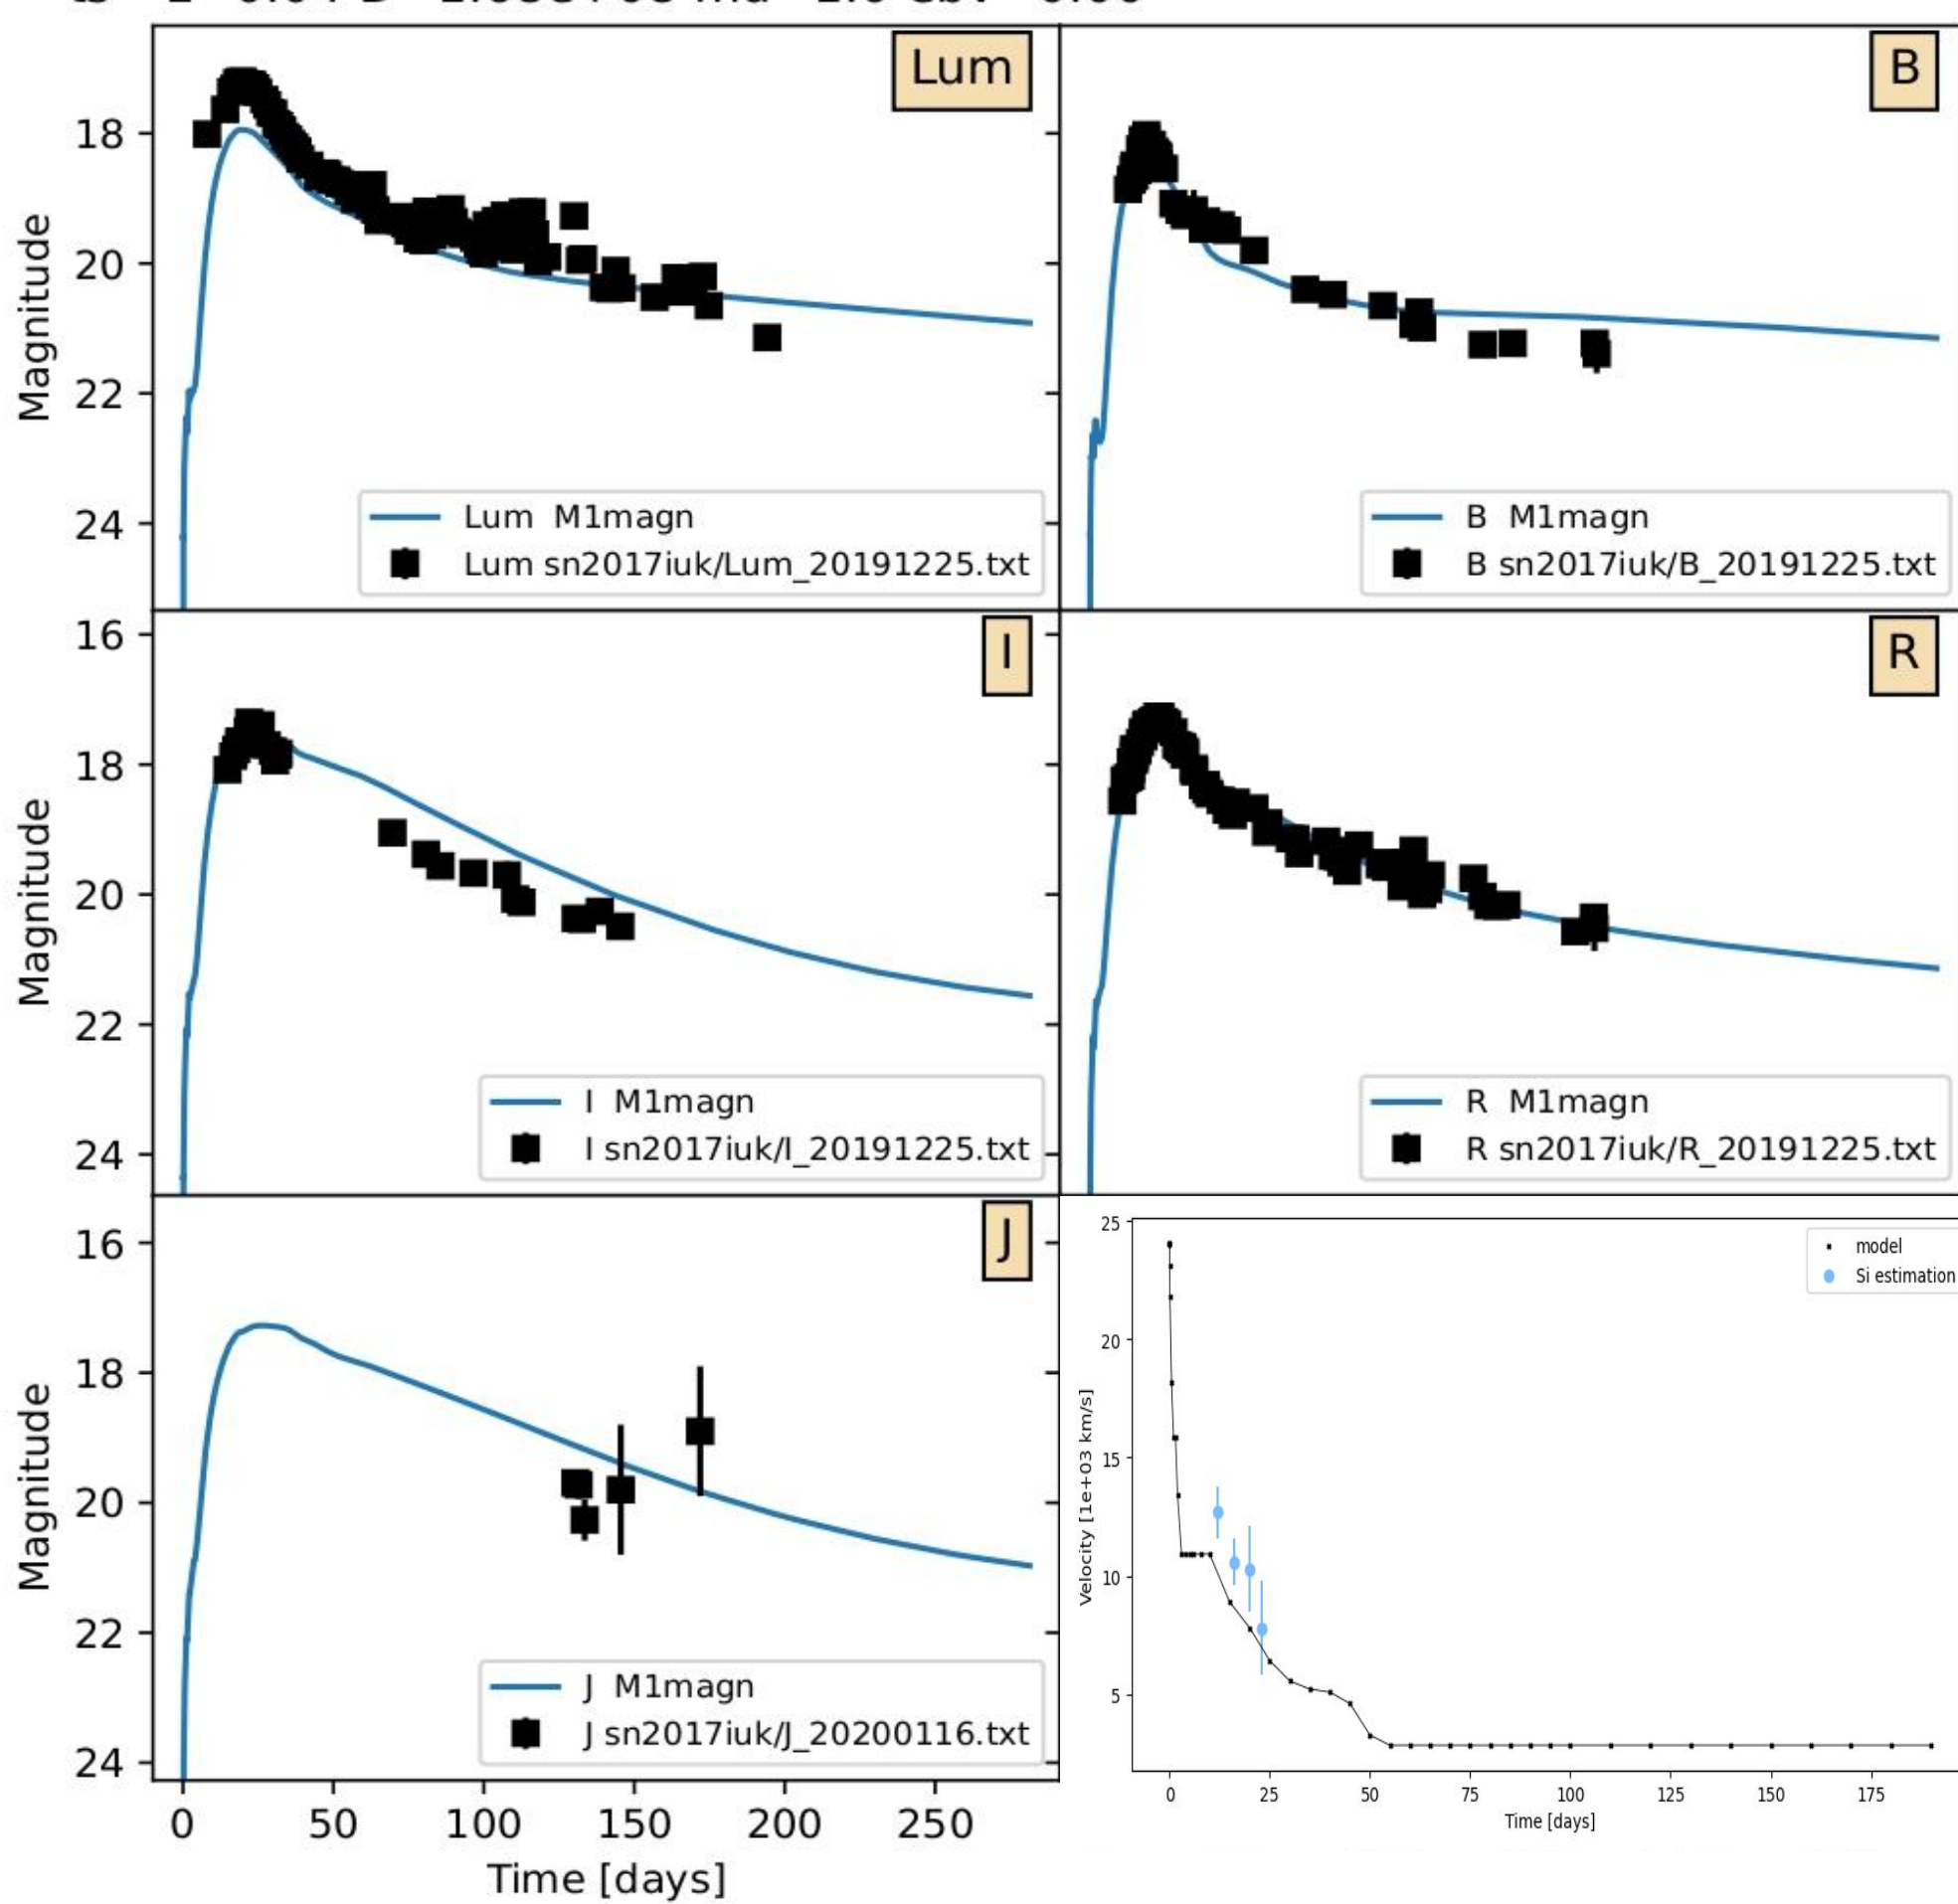 Lum
Magnitude
18
20
22
24
Lum M1magn
Lum sn2017iuk/Lum_20191225.txt
B
B M1magn
B sn2017iuk/B_20191225.txt
I
Magnitude
16
18
20
22
24
I M1magn
I sn2017iuk/I_20191225.txt
R
R M1magn
R sn2017iuk/R_20191225.txt
J
Magnitude
16
18
20
22
24
J M1magn
J sn2017iuk/J_20200116.txt
0 50 100 150 200 250
Time [days]
model
Si estimation
Velocity [1e+03 km/s]
25
20
15
10
5
0 25 50 75 100 125 150 175
Time [days]